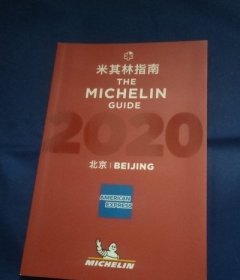 米其林指南
THE
MICHELIN
GUIDE
2020
北京 | BEIJING
AMERICAN
EXPRESS
MICHELIN